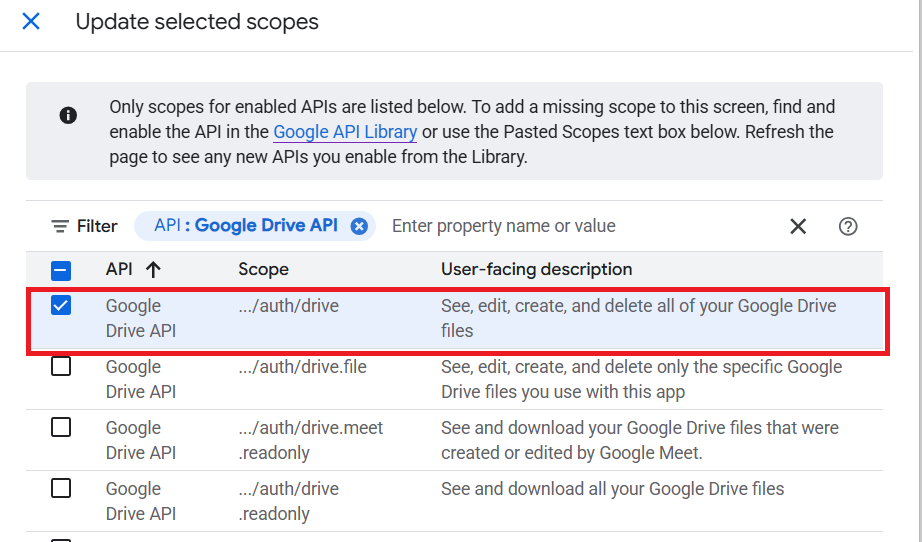 Update selected scopes
Only scopes for enabled APIs are listed below. To add a missing scope to this screen, find and
enable the API in the Google API Library or use the Pasted Scopes text box below. Refresh the
page to see any new APIs you enable from the Library.
Filter API : Google Drive API Enter property name or value
API Scope User-facing description
Google .../auth/drive See, edit, create, and delete all of your Google Drive
Drive API files
Google .../auth/drive.file See, edit, create, and delete only the specific Google
Drive API Drive files you use with this app
Google .../auth/drive.meet See and download your Google Drive files that were
Drive API .readonly created or edited by Google Meet.
Google .../auth/drive See and download all your Google Drive files
Drive API .readonly